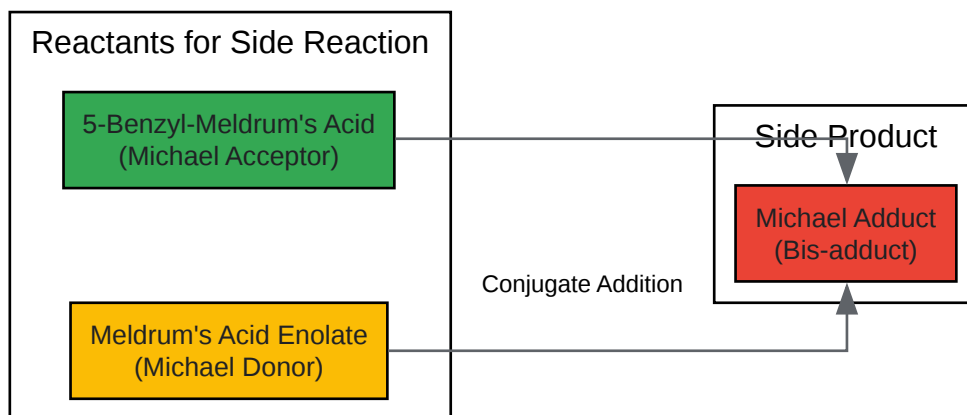 Reactants for Side Reaction
5-Benzyl-Meldrum's Acid
(Michael Acceptor)
Side Product
Michael Adduct
(Bis-adduct)
Conjugate Addition
Meldrum's Acid Enolate
(Michael Donor)